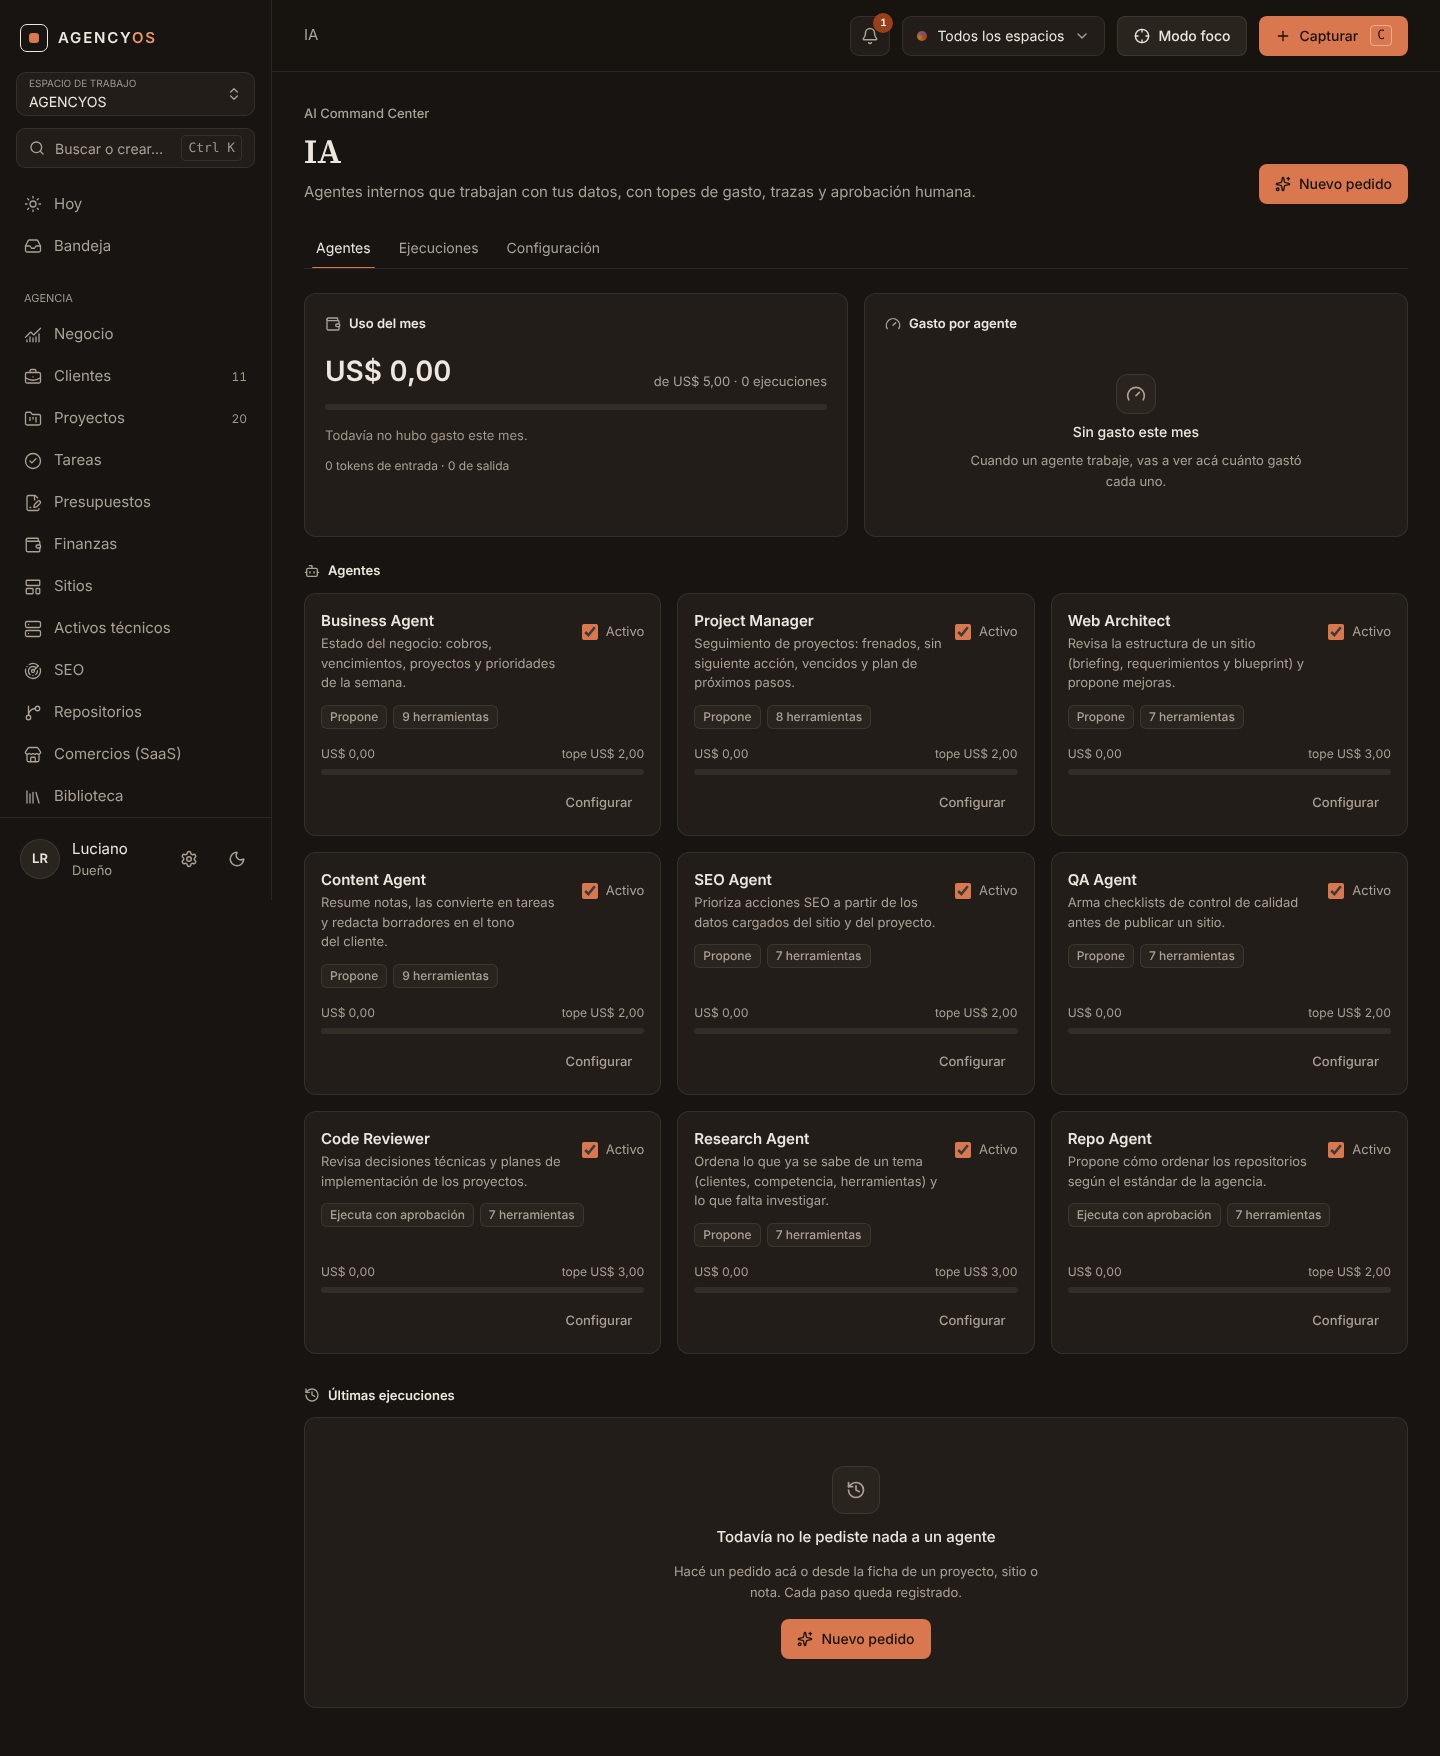 AGENCYOS
ESPACIO DE TRABAJO
AGENCYOS
Buscar o crear...
Ctrl K
Hoy
Bandeja
AGENCIA
Negocio
Clientes 11
Proyectos 20
Tareas
Presupuestos
Finanzas
Sitios
Activos técnicos
SEO
Repositorios
Comercios (SaaS)
Biblioteca
LR
Luciano
Dueño
IA
1
Todos los espacios
Modo foco
Capturar C
AI Command Center
IA
Agentes internos que trabajan con tus datos, con topes de gasto, trazas y aprobación humana.
Nuevo pedido
Agentes
Ejecuciones
Configuración
Uso del mes
US$ 0,00
de US$ 5,00 · 0 ejecuciones
Todavía no hubo gasto este mes.
0 tokens de entrada · 0 de salida
Gasto por agente
Sin gasto este mes
Cuando un agente trabaje, vas a ver acá cuánto gastó
cada uno.
Agentes
Business Agent
Activo
Estado del negocio: cobros,
vencimientos, proyectos y prioridades
de la semana.
Propone
9 herramientas
US$ 0,00
tope US$ 2,00
Configurar
Project Manager
Activo
Seguimiento de proyectos: frenados, sin
siguiente acción, vencidos y plan de
próximos pasos.
Propone
8 herramientas
US$ 0,00
tope US$ 2,00
Configurar
Web Architect
Activo
Revisa la estructura de un sitio
(briefing, requerimientos y blueprint) y
propone mejoras.
Propone
7 herramientas
US$ 0,00
tope US$ 3,00
Configurar
Content Agent
Activo
Resume notas, las convierte en tareas
y redacta borradores en el tono
del cliente.
Propone
9 herramientas
US$ 0,00
tope US$ 2,00
Configurar
SEO Agent
Activo
Prioriza acciones SEO a partir de los
datos cargados del sitio y del proyecto.
Propone
7 herramientas
US$ 0,00
tope US$ 2,00
Configurar
QA Agent
Activo
Arma checklists de control de calidad
antes de publicar un sitio.
Propone
7 herramientas
US$ 0,00
tope US$ 2,00
Configurar
Code Reviewer
Activo
Revisa decisiones técnicas y planes de
implementación de los proyectos.
Ejecuta con aprobación
7 herramientas
US$ 0,00
tope US$ 3,00
Configurar
Research Agent
Activo
Ordena lo que ya se sabe de un tema
(clientes, competencia, herramientas) y
lo que falta investigar.
Propone
7 herramientas
US$ 0,00
tope US$ 3,00
Configurar
Repo Agent
Activo
Propone cómo ordenar los repositorios
según el estándar de la agencia.
Ejecuta con aprobación
7 herramientas
US$ 0,00
tope US$ 2,00
Configurar
Últimas ejecuciones
Todavía no le pediste nada a un agente
Hacé un pedido acá o desde la ficha de un proyecto, sitio o
nota. Cada paso queda registrado.
Nuevo pedido